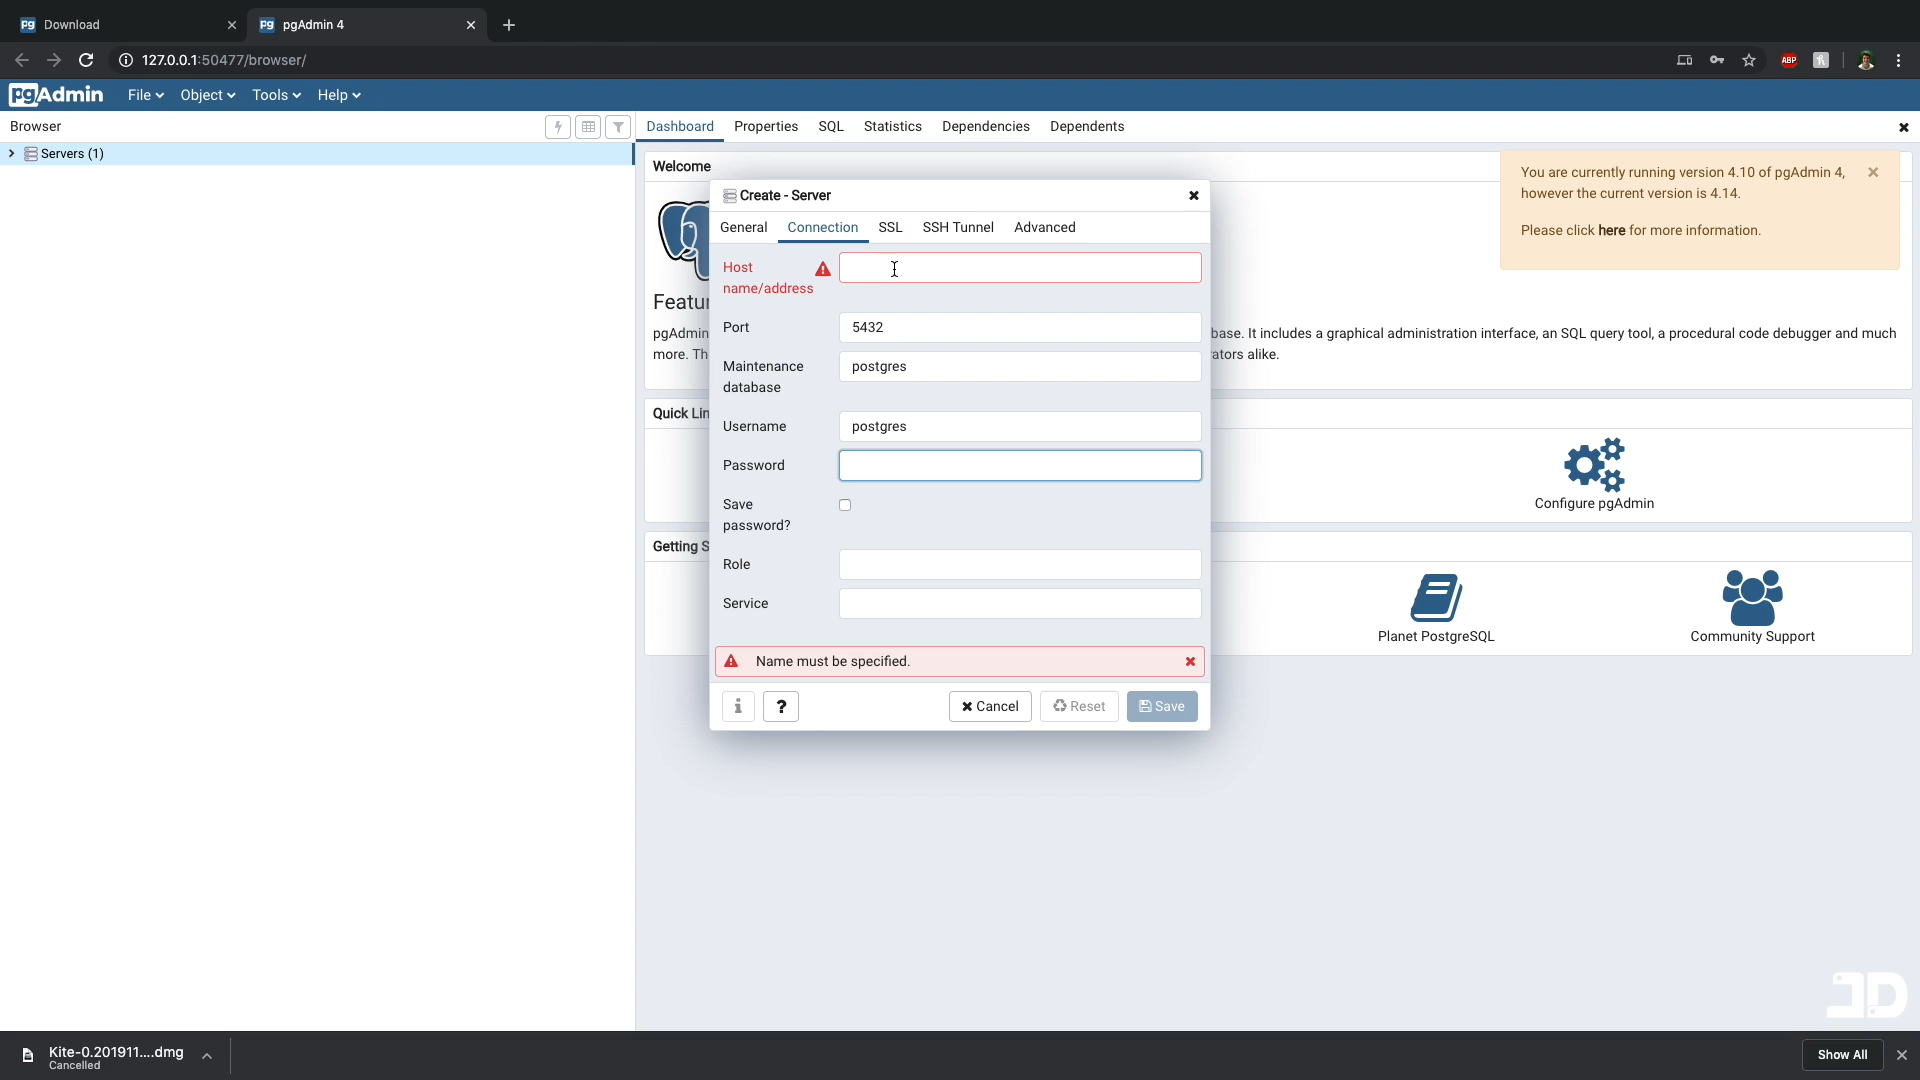 Download
pgAdmin 4
127.0.0.1:50477/browser/
ABP
pgAdmin
File
Object
Tools
Help
Browser
Dashboard
Properties
SQL
Statistics
Dependencies
Dependents
Servers (1)
Welcome
You are currently running version 4.10 of pgAdmin 4,
however the current version is 4.14.
Please click here for more information.
Create - Server
General
Connection
SSL
SSH Tunnel
Advanced
Host
name/address
Port
5432
Maintenance
database
postgres
Username
postgres
Password
Save
password?
Role
Service
Name must be specified.
i
?
Cancel
Reset
Save
Featur
pgAdmin
base. It includes a graphical administration interface, an SQL query tool, a procedural code debugger and much
more. Th
ators alike.
Quick Lin
Configure pgAdmin
Getting S
Planet PostgreSQL
Community Support
Kite-0.201911....dmg
Cancelled
Show All